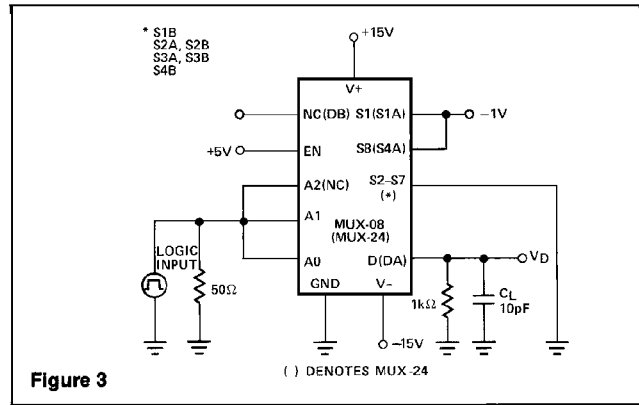 * S1B
S2A, S2B
S3A, S3B
S4B
+15V
V+
NC(DB)
S1(S1A)
−1V
+5V
EN
S8(S4A)
A2(NC)
S2–S7
(*)
A1
MUX-08
(MUX-24)
LOGIC
INPUT
A0
D(DA)
VD
50Ω
GND
V−
1kΩ
CL
10pF
−15V
Figure 3
( ) DENOTES MUX-24